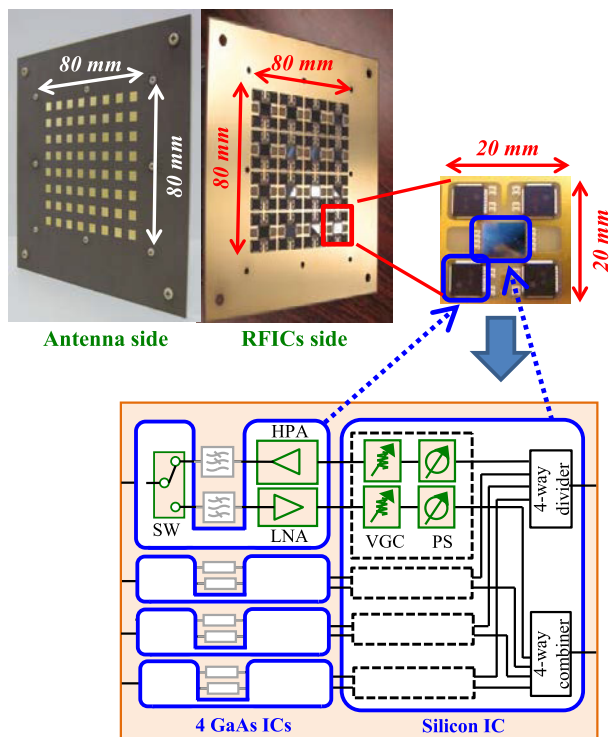 80 mm
80 mm
80 mm
80 mm
20 mm
20 mm
Antenna side
RFICs side
HPA
SW
LNA
VGC
PS
4-way
divider
4-way
combiner
4 GaAs ICs
Silicon IC